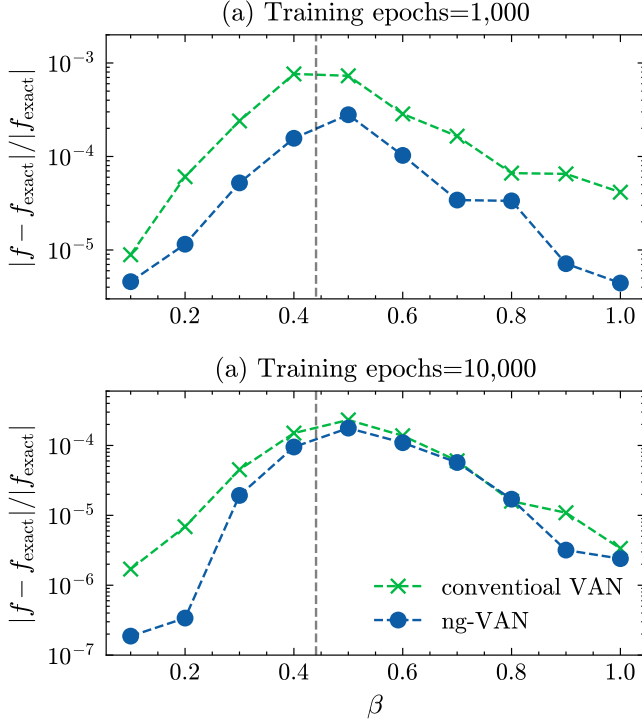 (a) Training epochs=1,000
|f − f_exact|/|f_exact|
10⁻³
10⁻⁴
10⁻⁵
0.2 0.4 0.6 0.8 1.0
(a) Training epochs=10,000
|f − f_exact|/|f_exact|
10⁻⁴
10⁻⁵
10⁻⁶
10⁻⁷
conventioal VAN
ng-VAN
0.2 0.4 0.6 0.8 1.0
β